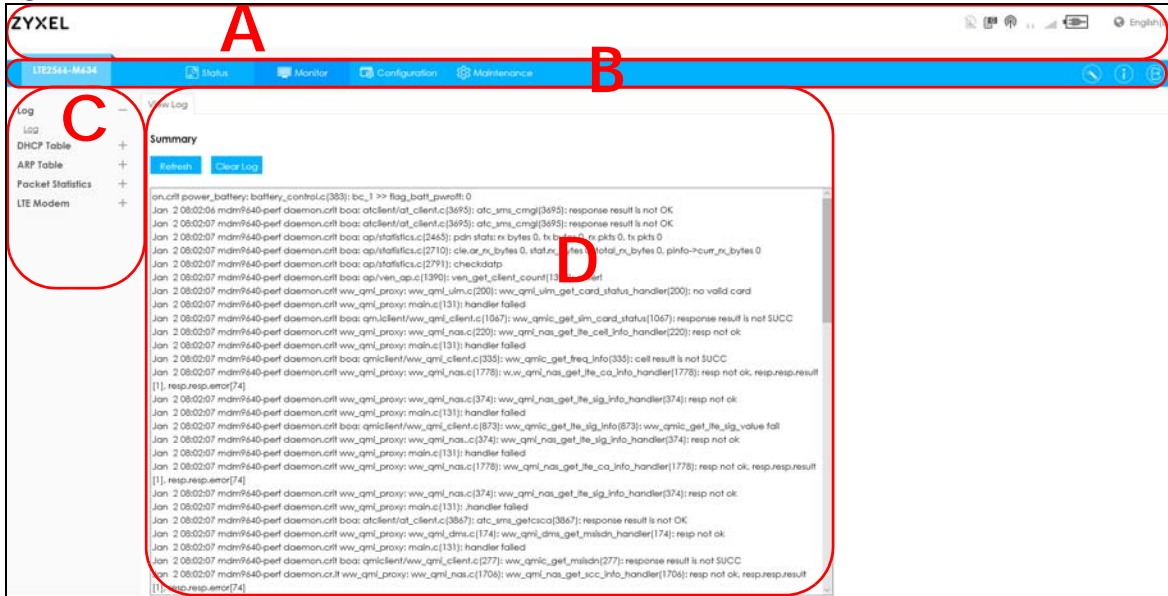 ZYXEL
A
English
LTE2566-M634
Status
Monitor
Configuration
Maintenance
B
C
Log
Log
DHCP Table
ARP Table
Packet Statistics
LTE Modem
View Log
Summary
Refresh
Clear Log
D
on.crit power_battery: battery_control.c(383): bc_1 >> flag_batt_pwroff: 0
Jan 2 08:02:06 mdm9640-perf daemon.crit boa: atclient/at_client.c(3695): atc_sms_cmgl(3695): response result is not OK
Jan 2 08:02:07 mdm9640-perf daemon.crit boa: atclient/at_client.c(3695): atc_sms_cmgl(3695): response result is not OK
Jan 2 08:02:07 mdm9640-perf daemon.crit boa: ap/statistics.c(2465): pdn stats: rx bytes 0, tx bytes 0, rx pkts 0, tx pkts 0
Jan 2 08:02:07 mdm9640-perf daemon.crit boa: ap/statistics.c(2710): cle.ar_rx_bytes 0, stat.rx_bytes 0, total_rx_bytes 0, pinfo->curr_rx_bytes 0
Jan 2 08:02:07 mdm9640-perf daemon.crit boa: ap/statistics.c(2791): checkdatp
Jan 2 08:02:07 mdm9640-perf daemon.crit boa: ap/ven_ap.c(1390): ven_get_client_count(13
Jan 2 08:02:07 mdm9640-perf daemon.crit ww_qmi_proxy: ww_qmi_uim.c(200): ww_qmi_uim_get_card_status_handler(200): no valid card
Jan 2 08:02:07 mdm9640-perf daemon.crit ww_qmi_proxy: main.c(131): handler failed
Jan 2 08:02:07 mdm9640-perf daemon.crit boa: qm.iclient/ww_qmi_client.c(1067): ww_qmic_get_sim_card_status(1067): response result is not SUCC
Jan 2 08:02:07 mdm9640-perf daemon.crit ww_qmi_proxy: ww_qmi_nas.c(220): ww_qmi_nas_get_lte_cell_info_handler(220): resp not ok
Jan 2 08:02:07 mdm9640-perf daemon.crit ww_qmi_proxy: main.c(131): handler failed
Jan 2 08:02:07 mdm9640-perf daemon.crit boa: qmiclient/ww_qmi_client.c(335): ww_qmic_get_freq_info(335): cell result is not SUCC
Jan 2 08:02:07 mdm9640-perf daemon.crit ww_qmi_proxy: ww_qmi_nas.c(1778): w.w_qmi_nas_get_lte_ca_info_handler(1778): resp not ok, resp.resp.result
[1], resp.resp.error[74]
Jan 2 08:02:07 mdm9640-perf daemon.crit ww_qmi_proxy: ww_qmi_nas.c(374): ww_qmi_nas_get_lte_sig_info_handler(374): resp not ok
Jan 2 08:02:07 mdm9640-perf daemon.crit ww_qmi_proxy: main.c(131): handler failed
Jan 2 08:02:07 mdm9640-perf daemon.crit boa: qmiclient/ww_qmi_client.c(873): ww_qmic_get_lte_sig_info(873): ww_qmic_get_lte_sig_value fail
Jan 2 08:02:07 mdm9640-perf daemon.crit ww_qmi_proxy: ww_qmi_nas..c(374): ww_qmi_nas_get_lte_sig_info_handler(374): resp not ok
Jan 2 08:02:07 mdm9640-perf daemon.crit ww_qmi_proxy: main.c(131): handler failed
Jan 2 08:02:07 mdm9640-perf daemon.crit ww_qmi_proxy: ww_qmi_nas.c(1778): ww_qmi_nas_get_lte_ca_info_handler(1778): resp not ok, resp.resp.result
[1], resp.resp.error[74]
Jan 2 08:02:07 mdm9640-perf daemon.crit ww_qmi_proxy: ww_qmi_nas.c(374): ww_qmi_nas_get_lte_sig_info_handler(374): resp not ok
Jan 2 08:02:07 mdm9640-perf daemon.crit ww_qmi_proxy: main.c(131): .handler failed
Jan 2 08:02:07 mdm9640-perf daemon.crit boa: atclient/at_client.c(3867): atc_sms_getcsca(3867): response result is not OK
Jan 2 08:02:07 mdm9640-perf daemon.crit ww_qmi_proxy: ww_qmi_dms.c(174): ww_qmi_dms_get_msisdn_handler(174): resp not ok
Jan 2 08:02:07 mdm9640-perf daemon.crit ww_qmi_proxy: main.c(131): handler failed
Jan 2 08:02:07 mdm9640-perf daemon.crit boa: qmiclient/ww_qmi_client.c(277): ww_qmic_get_msisdn(277): response result is not SUCC
Jan 2 08:02:07 mdm9640-perf daemon.cr.it ww_qmi_proxy: ww_qmi_nas.c(1706): ww_qmi_nas_get_scc_info_handler(1706): resp not ok, resp.resp.result
[1], resp.resp.error[74]